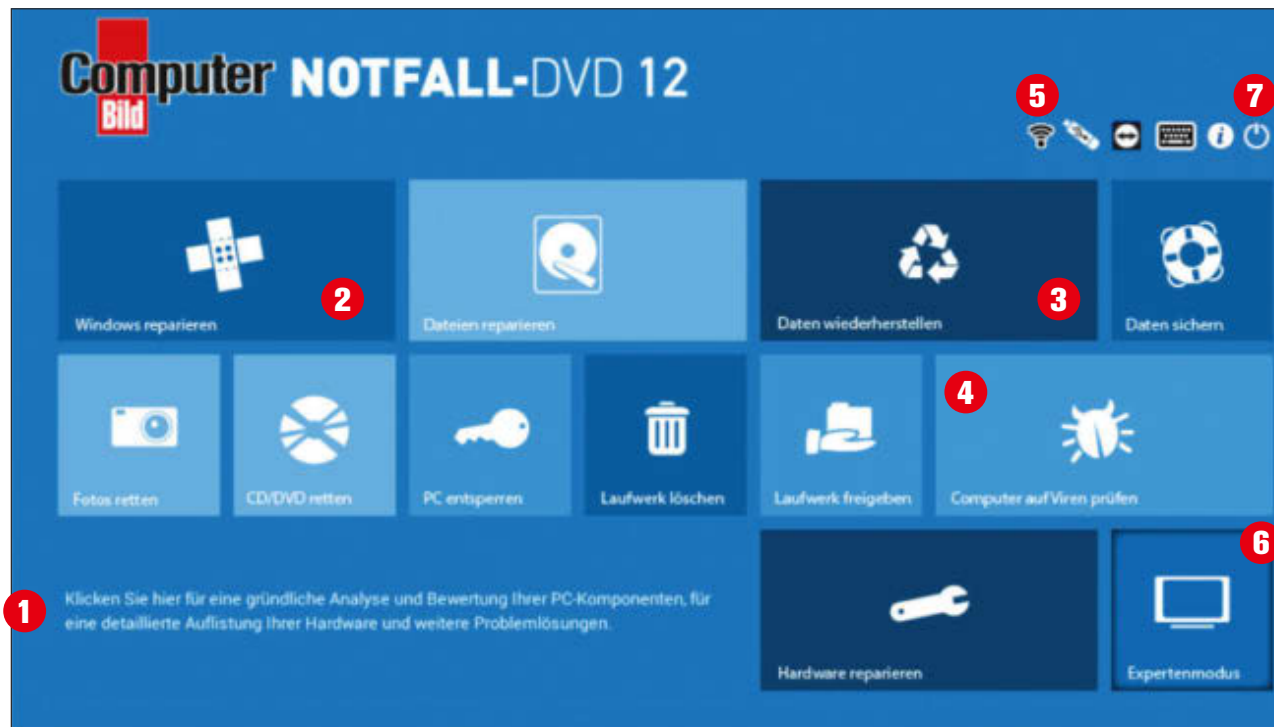 Computer Bild NOTFALL-DVD 12
5
7
Windows reparieren
2
Dateien reparieren
Daten wiederherstellen
3
Daten sichern
Fotos retten
CD/DVD retten
PC entsperren
Laufwerk löschen
Laufwerk freigeben
4
Computer auf Viren prüfen
1
Klicken Sie hier für eine gründliche Analyse und Bewertung Ihrer PC-Komponenten, für
eine detaillierte Auflistung Ihrer Hardware und weitere Problemlösungen.
Hardware reparieren
6
Expertenmodus